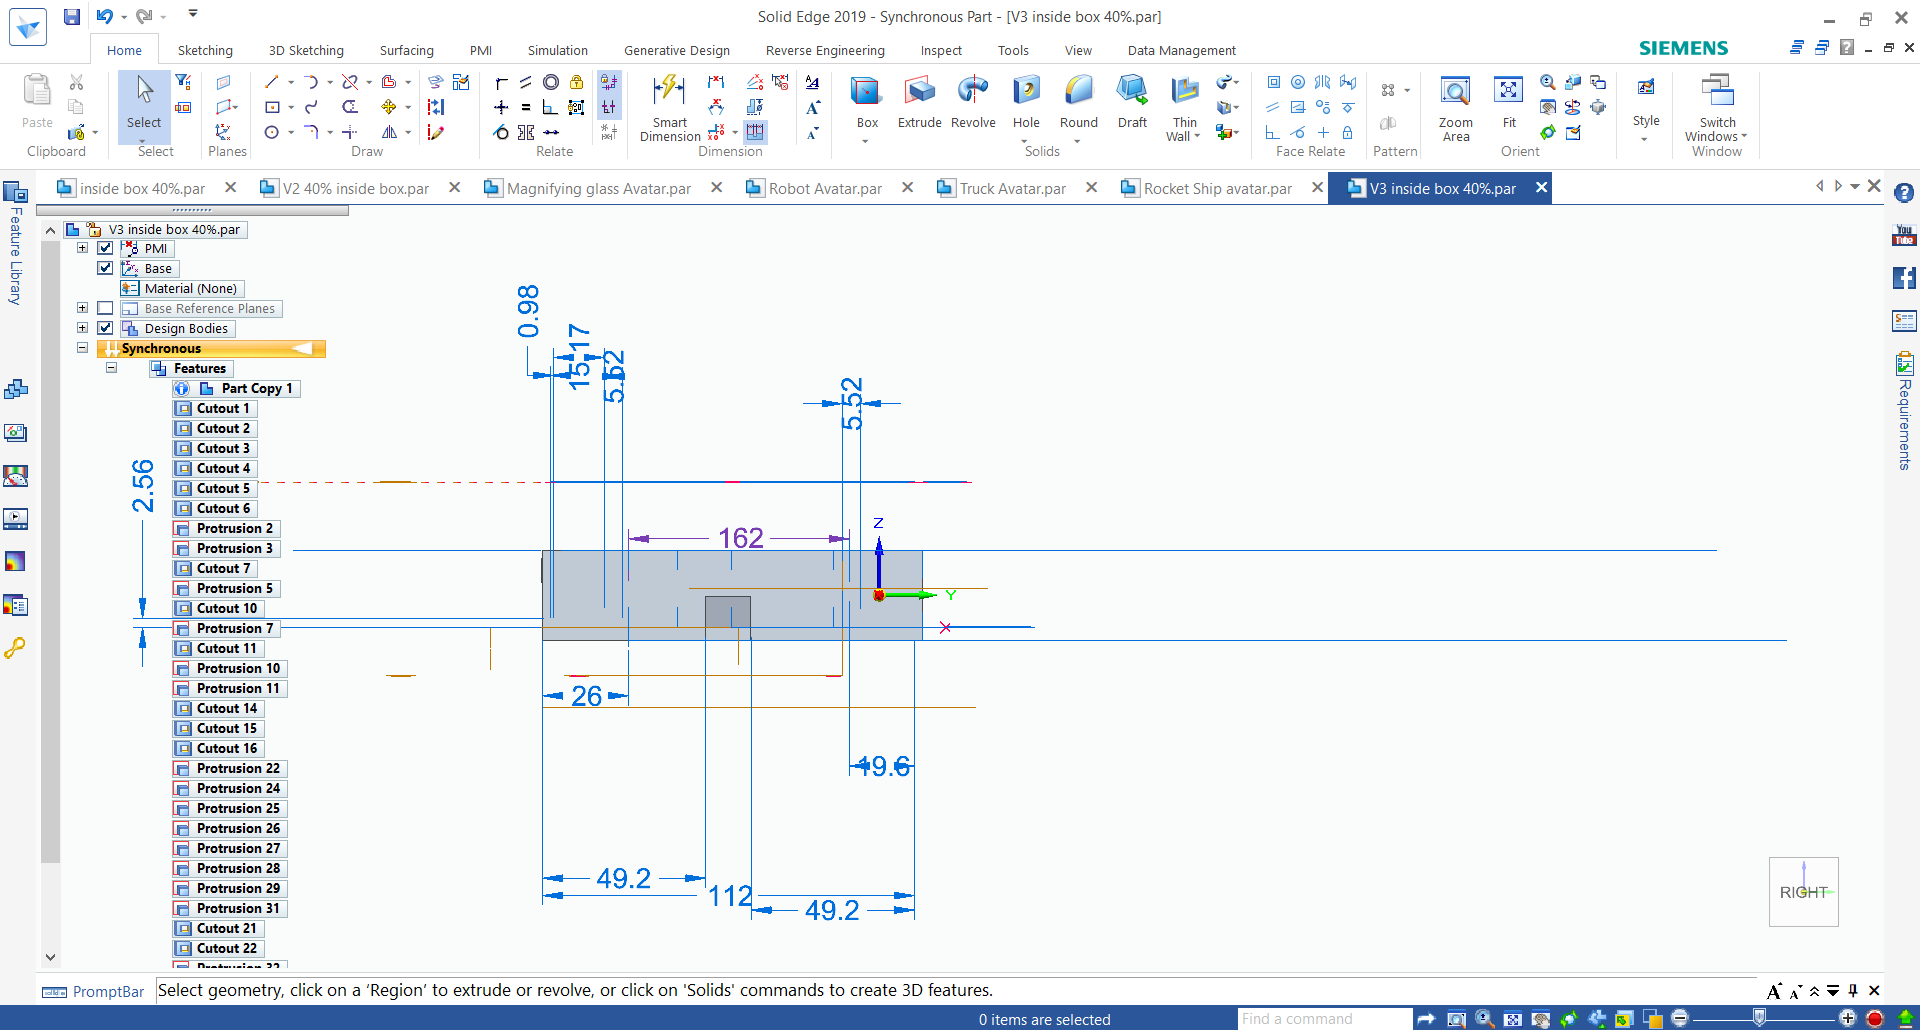 Solid Edge 2019 - Synchronous Part - [V3 inside box 40%.par]
Home Sketching 3D Sketching Surfacing PMI Simulation Generative Design Reverse Engineering Inspect Tools View Data Management SIEMENS
Paste
Clipboard
Select
Select
Planes
Draw
Relate
Smart Dimension
Dimension
Box Extrude Revolve Hole Round Draft Thin Wall
Solids
Face Relate
Pattern
Zoom Area Fit
Orient
Style
Switch Windows
Window
inside box 40%.par V2 40% inside box.par Magnifying glass Avatar.par Robot Avatar.par Truck Avatar.par Rocket Ship avatar.par V3 inside box 40%.par
Feature Library
You Tube
Requirements
V3 inside box 40%.par
PMI
Base
Material (None)
Base Reference Planes
Design Bodies
Synchronous
Features
Part Copy 1
Cutout 1
Cutout 2
Cutout 3
Cutout 4
Cutout 5
Cutout 6
Protrusion 2
Protrusion 3
Cutout 7
Protrusion 5
Cutout 10
Protrusion 7
Cutout 11
Protrusion 10
Protrusion 11
Cutout 14
Cutout 15
Cutout 16
Protrusion 22
Protrusion 24
Protrusion 25
Protrusion 26
Protrusion 27
Protrusion 28
Protrusion 29
Protrusion 31
Cutout 21
Cutout 22
Protrusion 32
0.98
15.17
5.52
5.52
2.56
162
Z
Y
26
19.6
49.2
112
49.2
RIGHT
PromptBar Select geometry, click on a ‘Region’ to extrude or revolve, or click on 'Solids' commands to create 3D features.
0 items are selected Find a command